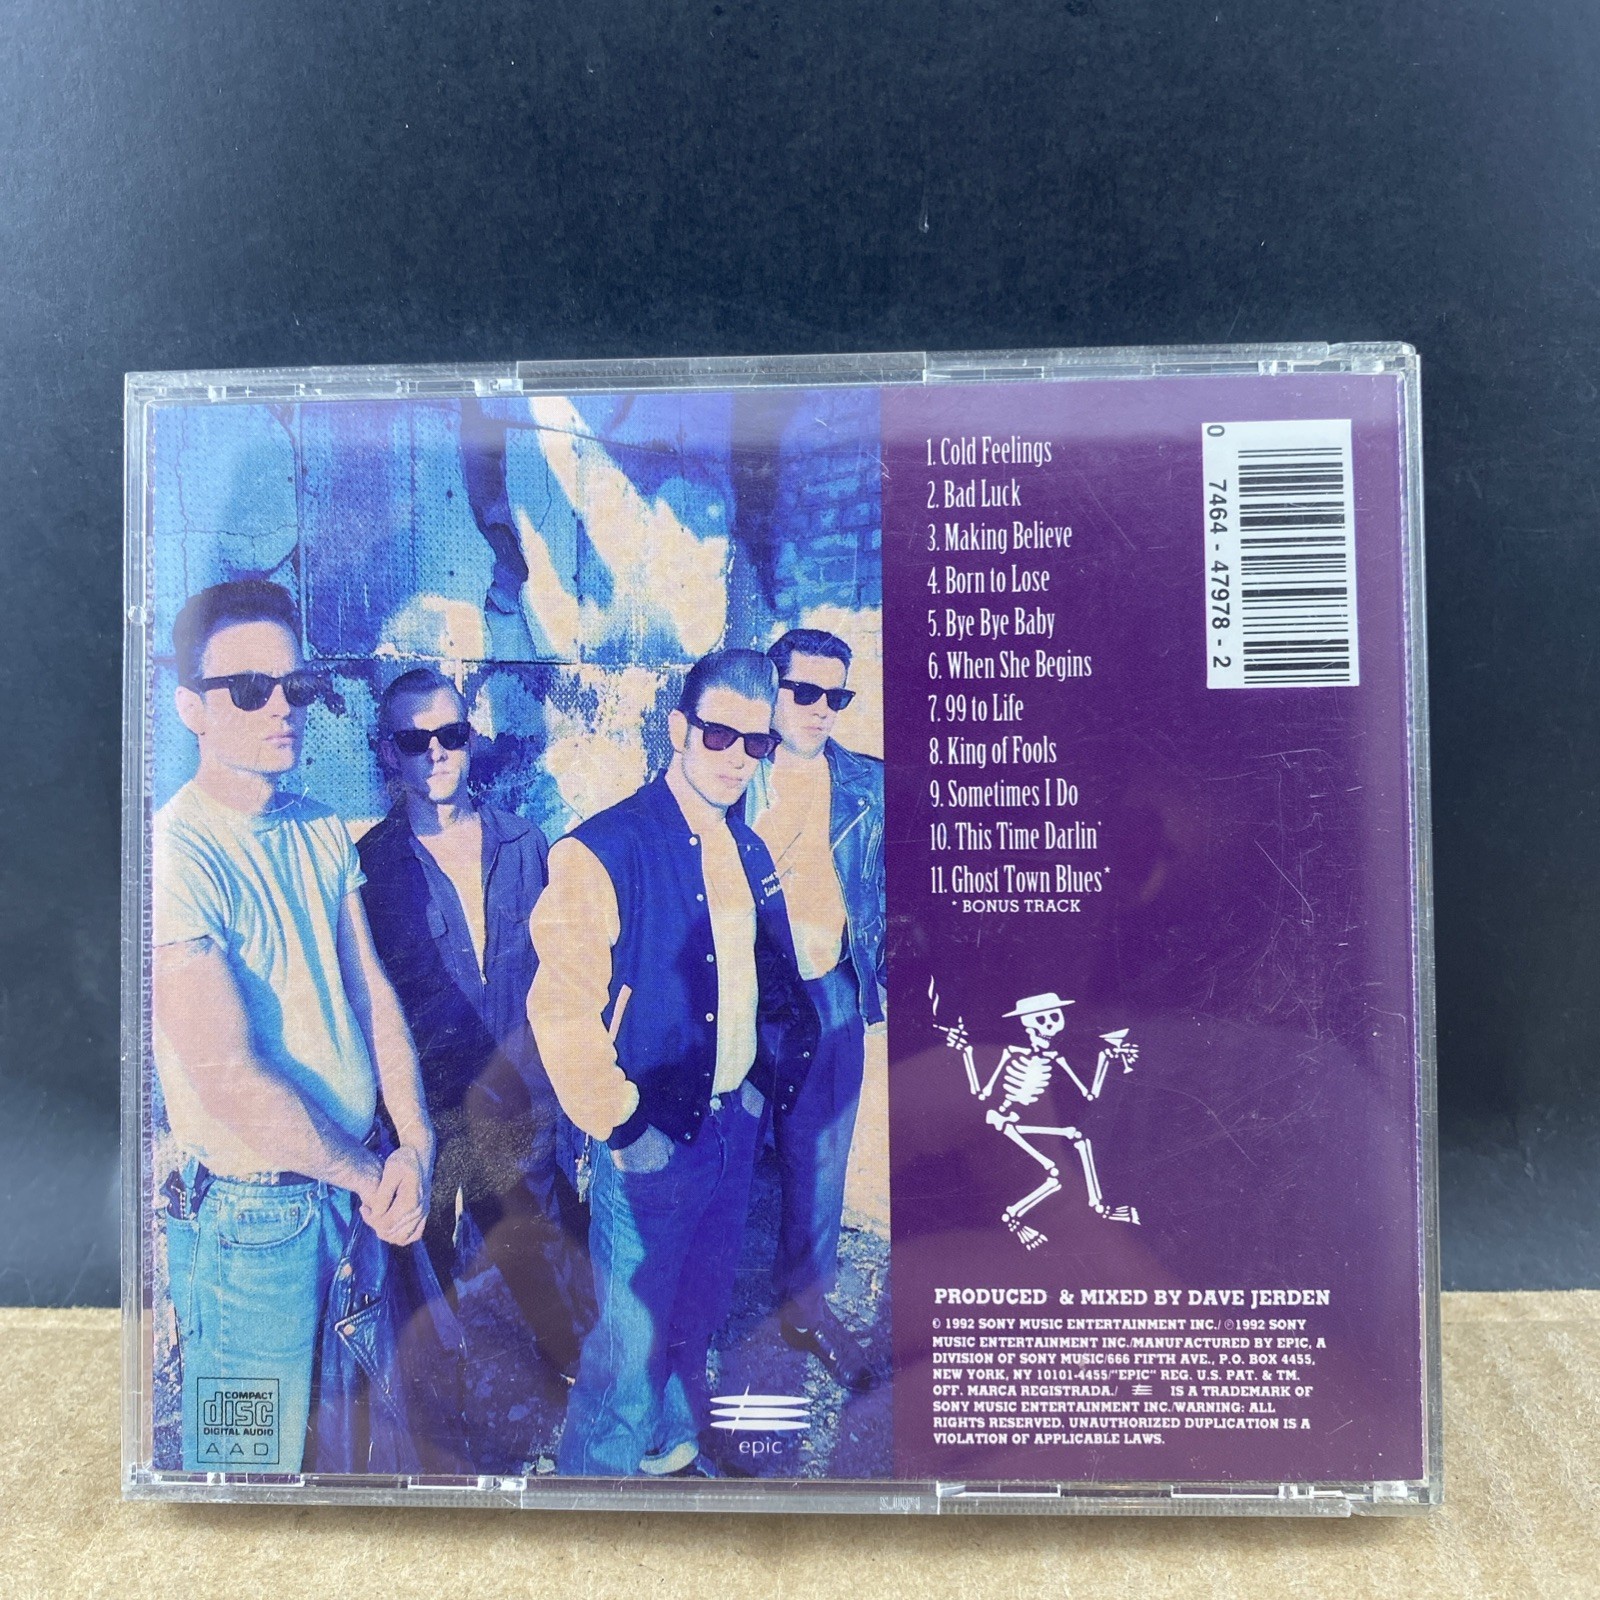 1. Cold Feelings
2. Bad Luck
3. Making Believe
4. Born to Lose
5. Bye Bye Baby
6. When She Begins
7. 99 to Life
8. King of Fools
9. Sometimes I Do
10. This Time Darlin'
11. Ghost Town Blues*
* BONUS TRACK
0 7464 - 47978 - 2
PRODUCED & MIXED BY DAVE JERDEN
© 1992 SONY MUSIC ENTERTAINMENT INC./ ℗ 1992 SONY
MUSIC ENTERTAINMENT INC./MANUFACTURED BY EPIC, A
DIVISION OF SONY MUSIC/666 FIFTH AVE., P.O. BOX 4455,
NEW YORK, NY 10101-4455/"EPIC" REG. U.S. PAT. & TM.
OFF. MARCA REGISTRADA./ IS A TRADEMARK OF
SONY MUSIC ENTERTAINMENT INC./WARNING: ALL
RIGHTS RESERVED. UNAUTHORIZED DUPLICATION IS A
VIOLATION OF APPLICABLE LAWS.
COMPACT
disc
DIGITAL AUDIO
AAD
epic